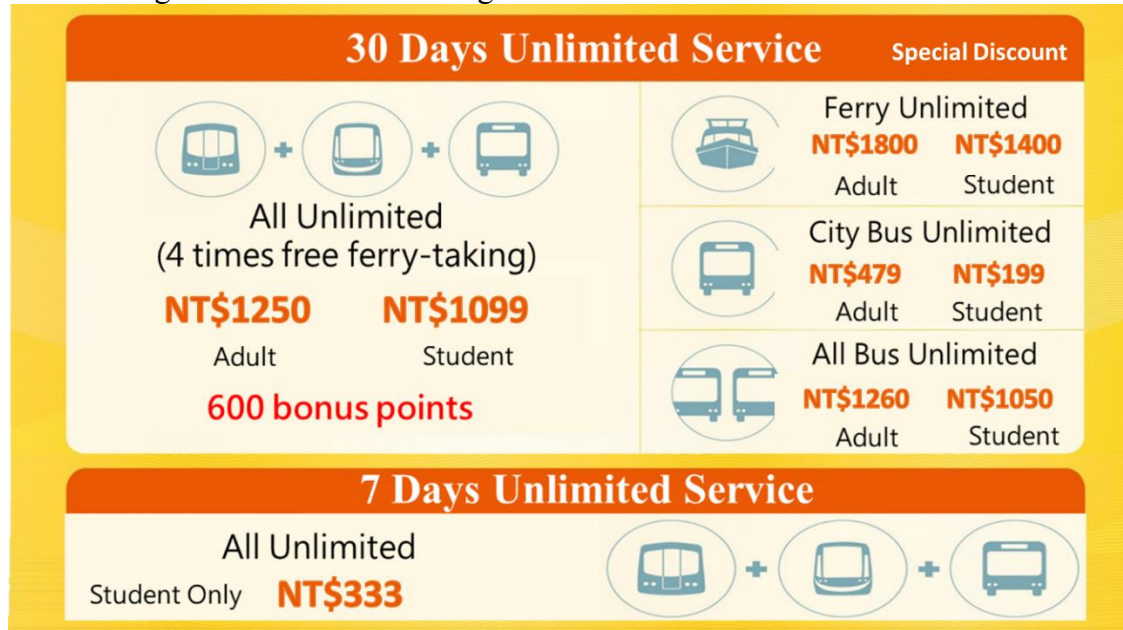 30 Days Unlimited Service Special Discount
All Unlimited
(4 times free ferry-taking)
NT$1250 NT$1099
Adult Student
600 bonus points
Ferry Unlimited
NT$1800 NT$1400
Adult Student
City Bus Unlimited
NT$479 NT$199
Adult Student
All Bus Unlimited
NT$1260 NT$1050
Adult Student
7 Days Unlimited Service
All Unlimited
Student Only NT$333